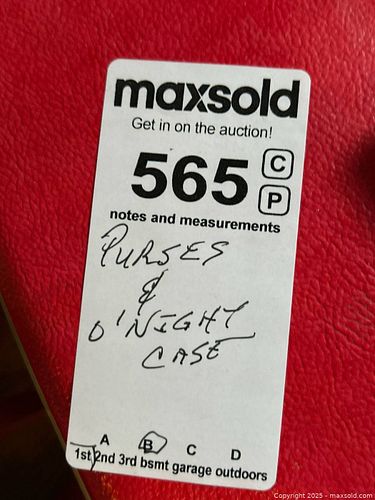 maxsold
Get in on the auction!
565 C
P
notes and measurements
PURSES
&
O'NIGHT
CASE
A B C D
1st 2nd 3rd bsmt garage outdoors
Copyright 2025 - maxsold.com